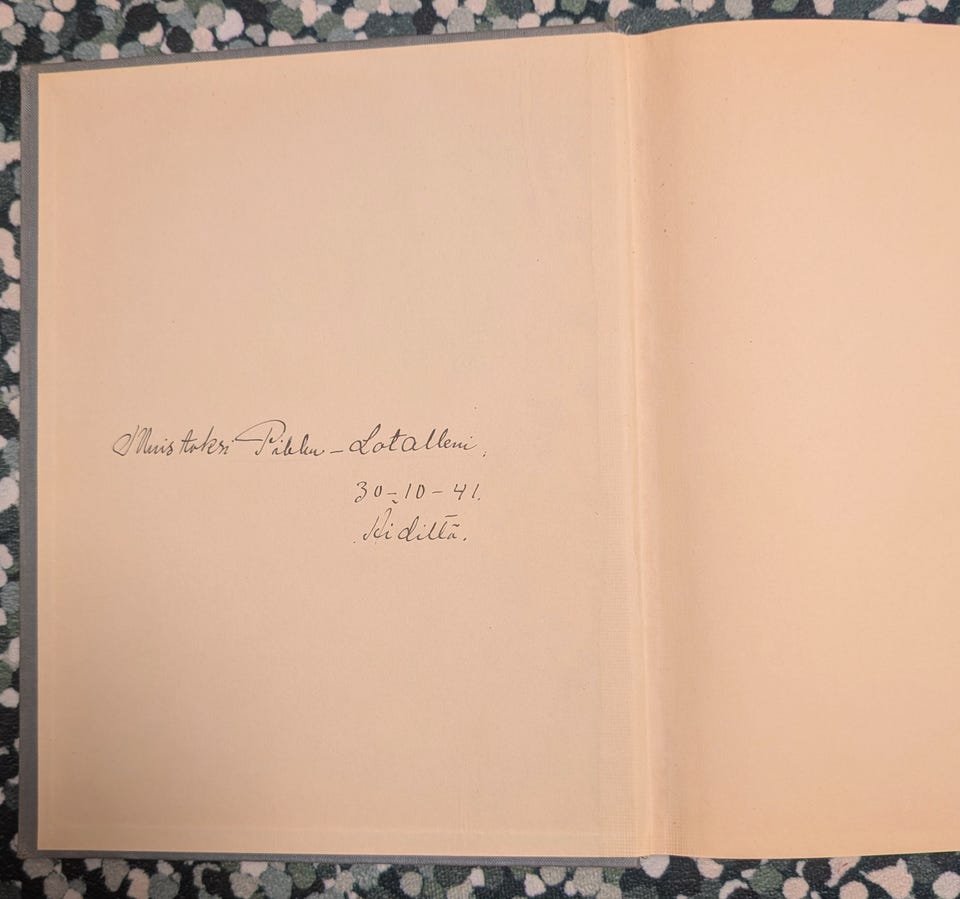 Muistoksi Pikku-Lotalleni,
30-10-41.
Äidiltä.